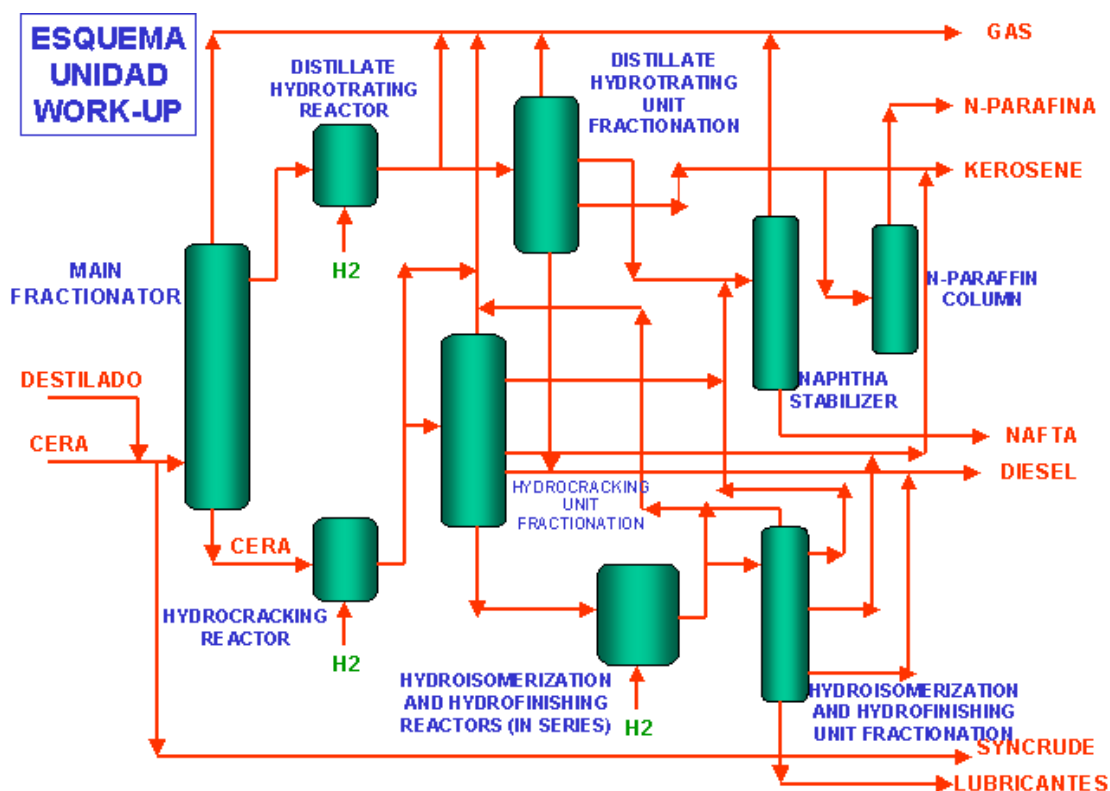 ESQUEMA
UNIDAD
WORK-UP
GAS
DISTILLATE
HYDROTRATING
REACTOR
DISTILLATE
HYDROTRATING
UNIT
FRACTIONATION
N-PARAFINA
KEROSENE
H2
MAIN
FRACTIONATOR
N-PARAFFIN
COLUMN
DESTILADO
NAPHTHA
STABILIZER
CERA
NAFTA
DIESEL
HYDROCRACKING
UNIT
FRACTIONATION
CERA
HYDROCRACKING
REACTOR
H2
HYDROISOMERIZATION
AND HYDROFINISHING
REACTORS (IN SERIES)
H2
HYDROISOMERIZATION
AND HYDROFINISHING
UNIT FRACTIONATION
SYNCRUDE
LUBRICANTES